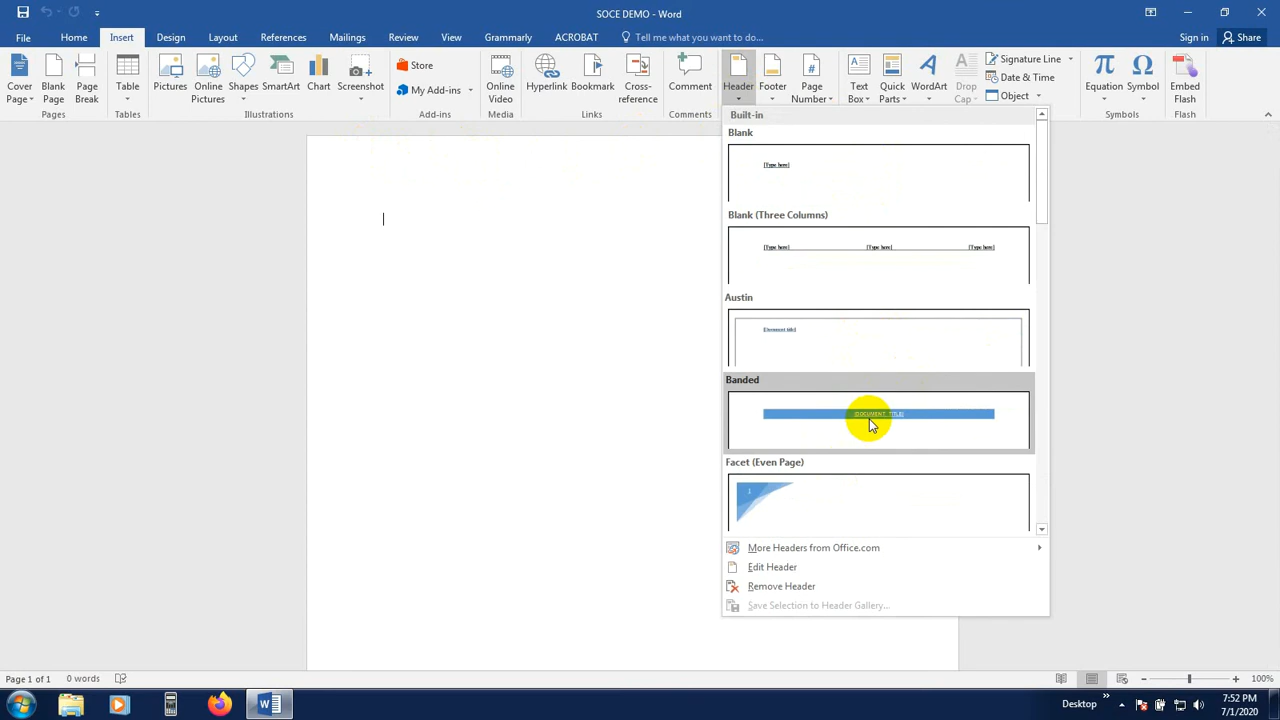 SOCE DEMO - Word
File Home Insert Design Layout References Mailings Review View Acrobat ACROBAT Tell me what you want to do... Sign in Share
Cover Page
Blank Page
Page Break
Table
Pictures
Online Pictures
Shapes
SmartArt
Chart
Screenshot
Store
My Add-ins
Online Video
Hyperlink
Bookmark
Cross-reference
Comment
Header
Footer
Page Number
Text Box
Quick Parts
WordArt
Drop Cap
Signature Line
Date & Time
Object
Equation
Symbol
Embed Flash
Pages Tables Illustrations Add-ins Media Links Comments Symbols Flash
Built-in
Blank
[Type here]
Blank (Three Columns)
[Type here] [Type here] [Type here]
Austin
[Document title]
Banded
[DOCUMENT TITLE]
Facet (Even Page)
1
More Headers from Office.com
Edit Header
Remove Header
Save Selection to Header Gallery...
Page 1 of 1 0 words 100%
Desktop
7:52 PM
7/1/2020